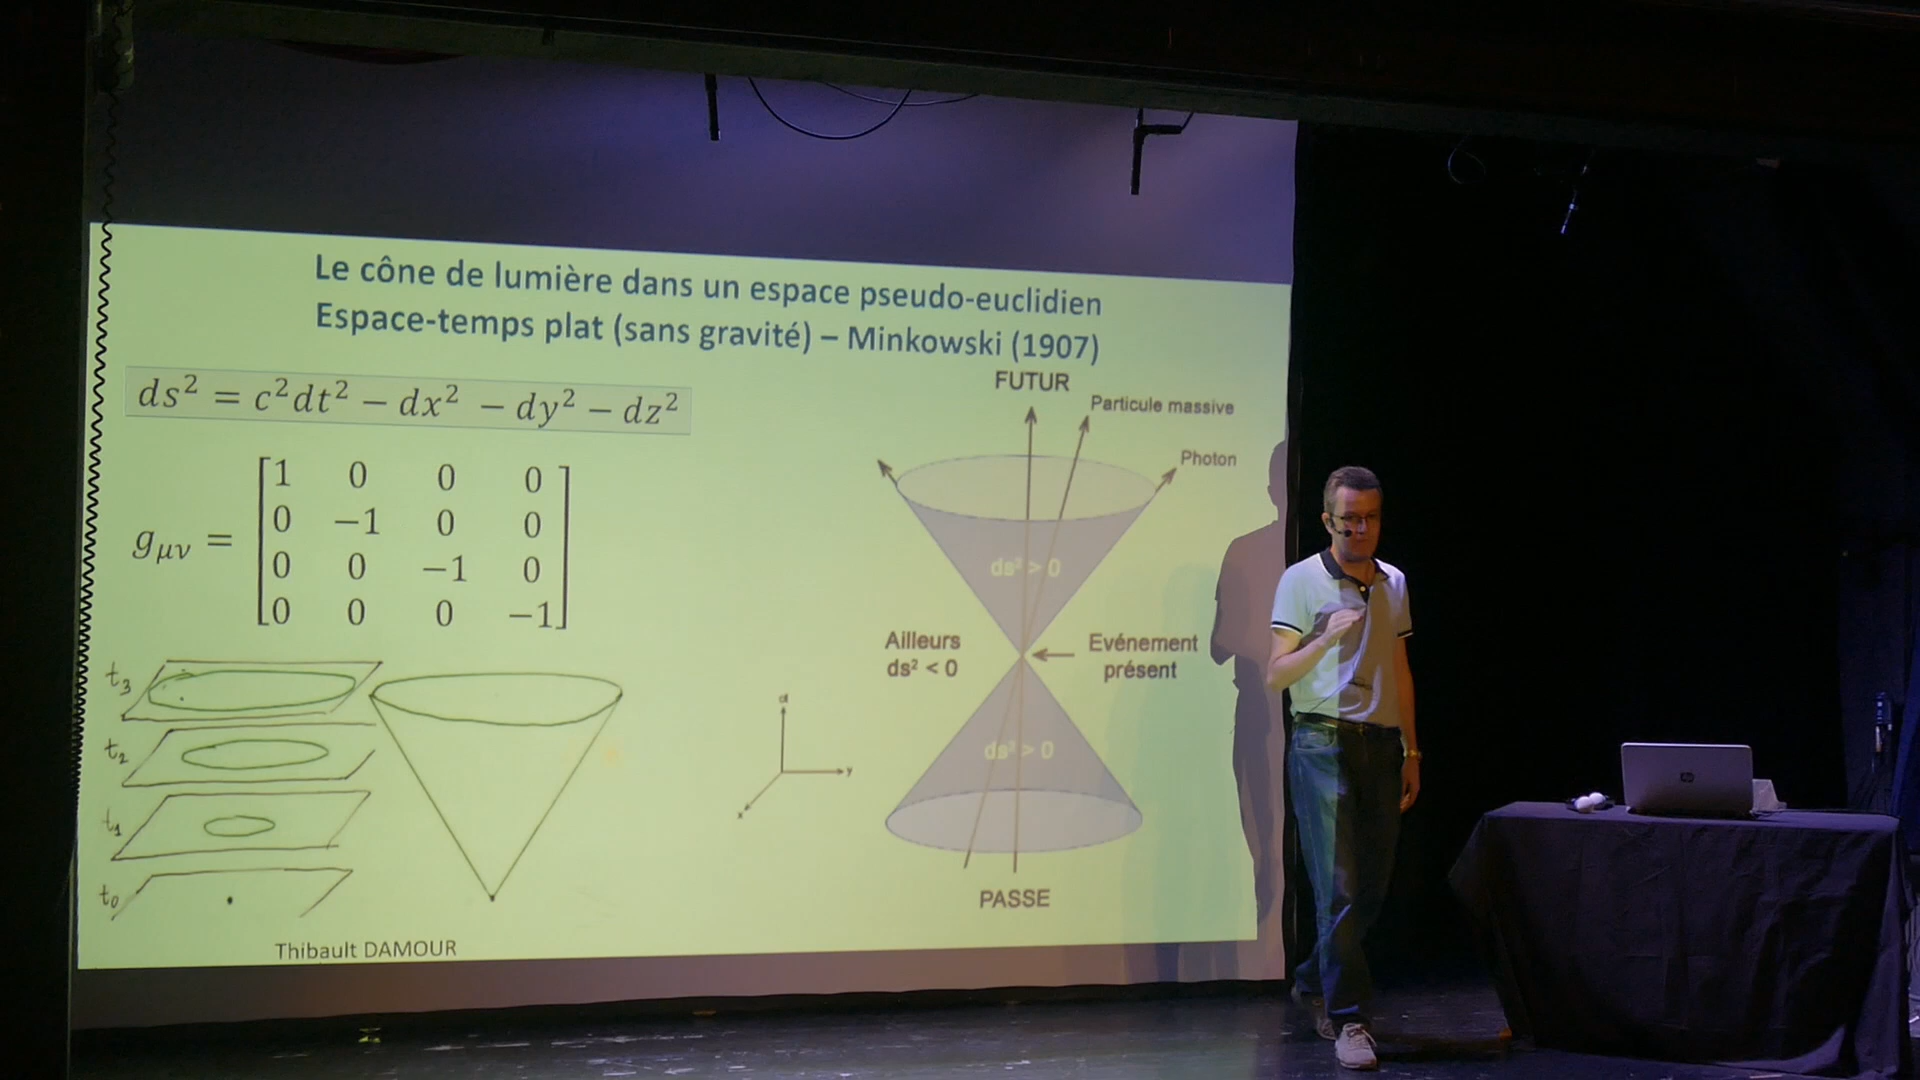 Le cône de lumière dans un espace pseudo-euclidien
Espace-temps plat (sans gravité) – Minkowski (1907)
ds² = c²dt² − dx² − dy² − dz²
gμν =
1 0 0 0
0 −1 0 0
0 0 −1 0
0 0 0 −1
t₃
t₂
t₁
t₀
Thibault DAMOUR
FUTUR
Particule massive
Photon
ds² > 0
Ailleurs
ds² < 0
Evénement
présent
ds² > 0
PASSE
y
x
hp